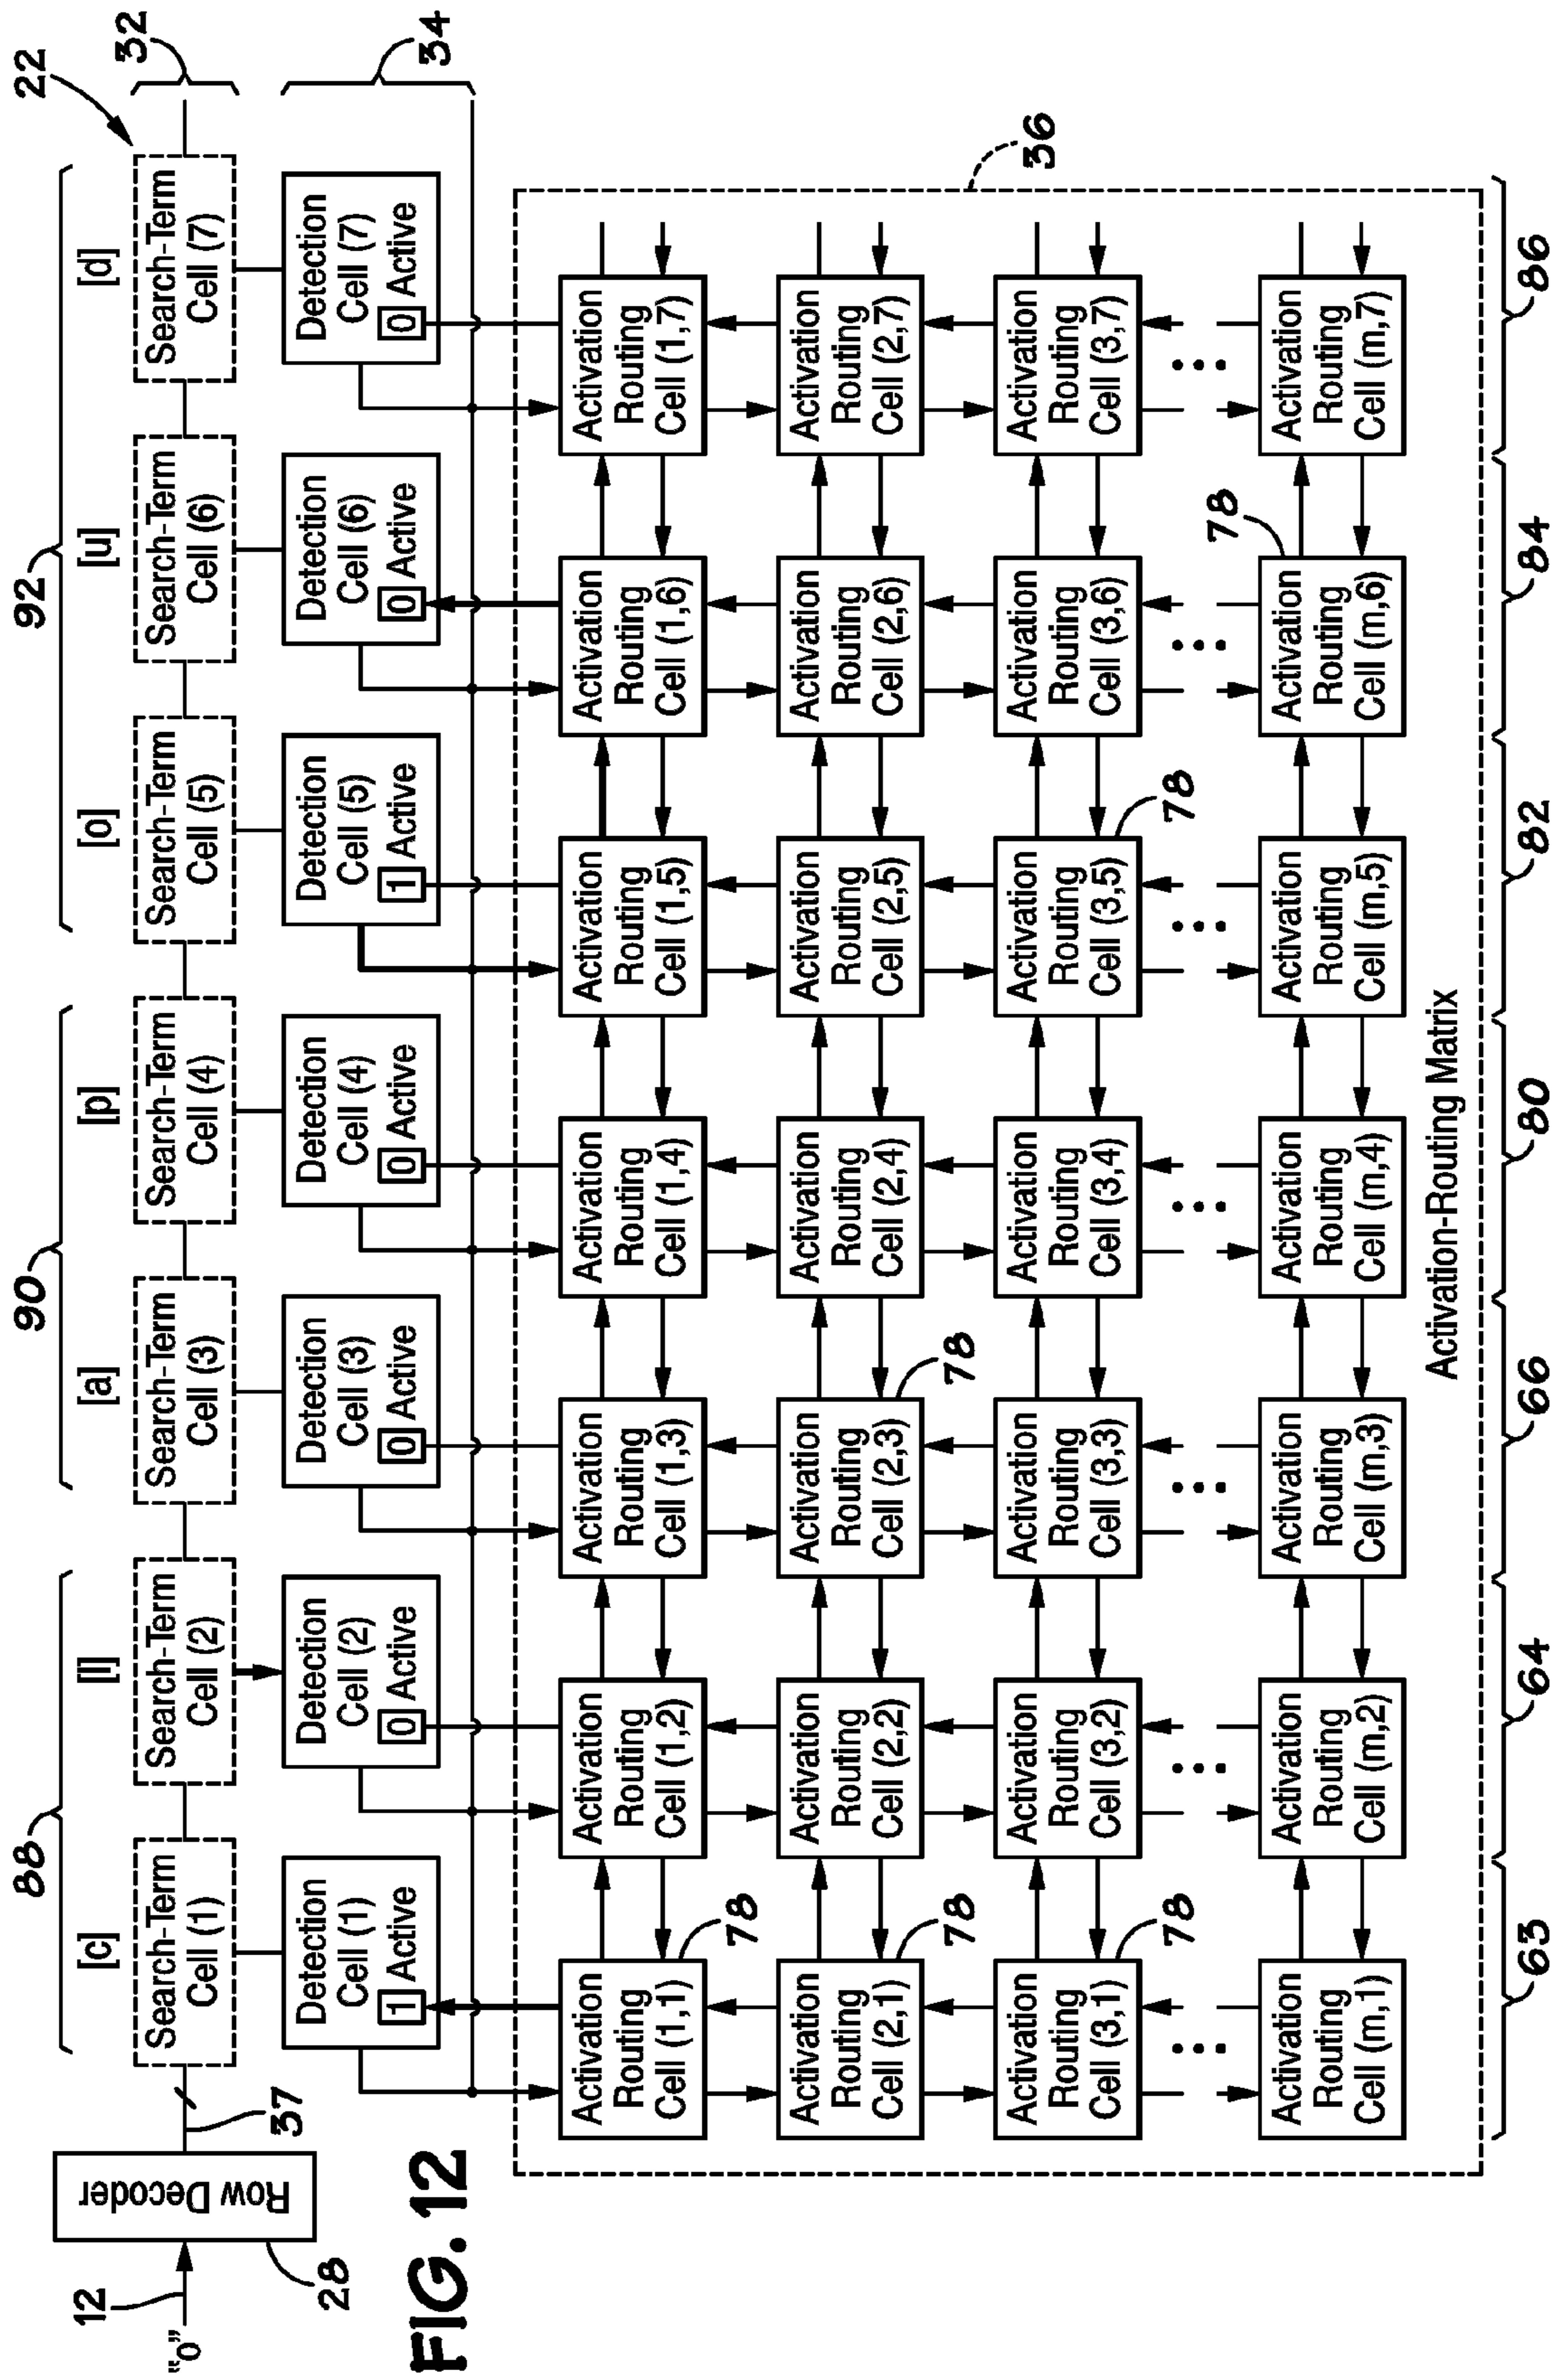 22
88
90
92
[c]
[l]
[a]
[p]
[o]
[u]
[d]
32
12
"o"
Row Decoder
28
37
Search-Term
Cell (1)
Search-Term
Cell (2)
Search-Term
Cell (3)
Search-Term
Cell (4)
Search-Term
Cell (5)
Search-Term
Cell (6)
Search-Term
Cell (7)
Detection
Cell (1)
1 Active
Detection
Cell (2)
0 Active
Detection
Cell (3)
0 Active
Detection
Cell (4)
0 Active
Detection
Cell (5)
1 Active
Detection
Cell (6)
0 Active
Detection
Cell (7)
0 Active
34
FIG. 12
Activation
Routing
Cell (1,1)
78
Activation
Routing
Cell (1,2)
Activation
Routing
Cell (1,3)
Activation
Routing
Cell (1,4)
Activation
Routing
Cell (1,5)
Activation
Routing
Cell (1,6)
Activation
Routing
Cell (1,7)
36
Activation
Routing
Cell (2,1)
78
Activation
Routing
Cell (2,2)
Activation
Routing
Cell (2,3)
78
Activation
Routing
Cell (2,4)
Activation
Routing
Cell (2,5)
Activation
Routing
Cell (2,6)
Activation
Routing
Cell (2,7)
Activation
Routing
Cell (3,1)
78
Activation
Routing
Cell (3,2)
Activation
Routing
Cell (3,3)
Activation
Routing
Cell (3,4)
Activation
Routing
Cell (3,5)
78
Activation
Routing
Cell (3,6)
Activation
Routing
Cell (3,7)
Activation
Routing
Cell (m,1)
Activation
Routing
Cell (m,2)
Activation
Routing
Cell (m,3)
Activation
Routing
Cell (m,4)
Activation
Routing
Cell (m,5)
Activation
Routing
Cell (m,6)
78
Activation
Routing
Cell (m,7)
Activation-Routing Matrix
63
64
66
80
82
84
86